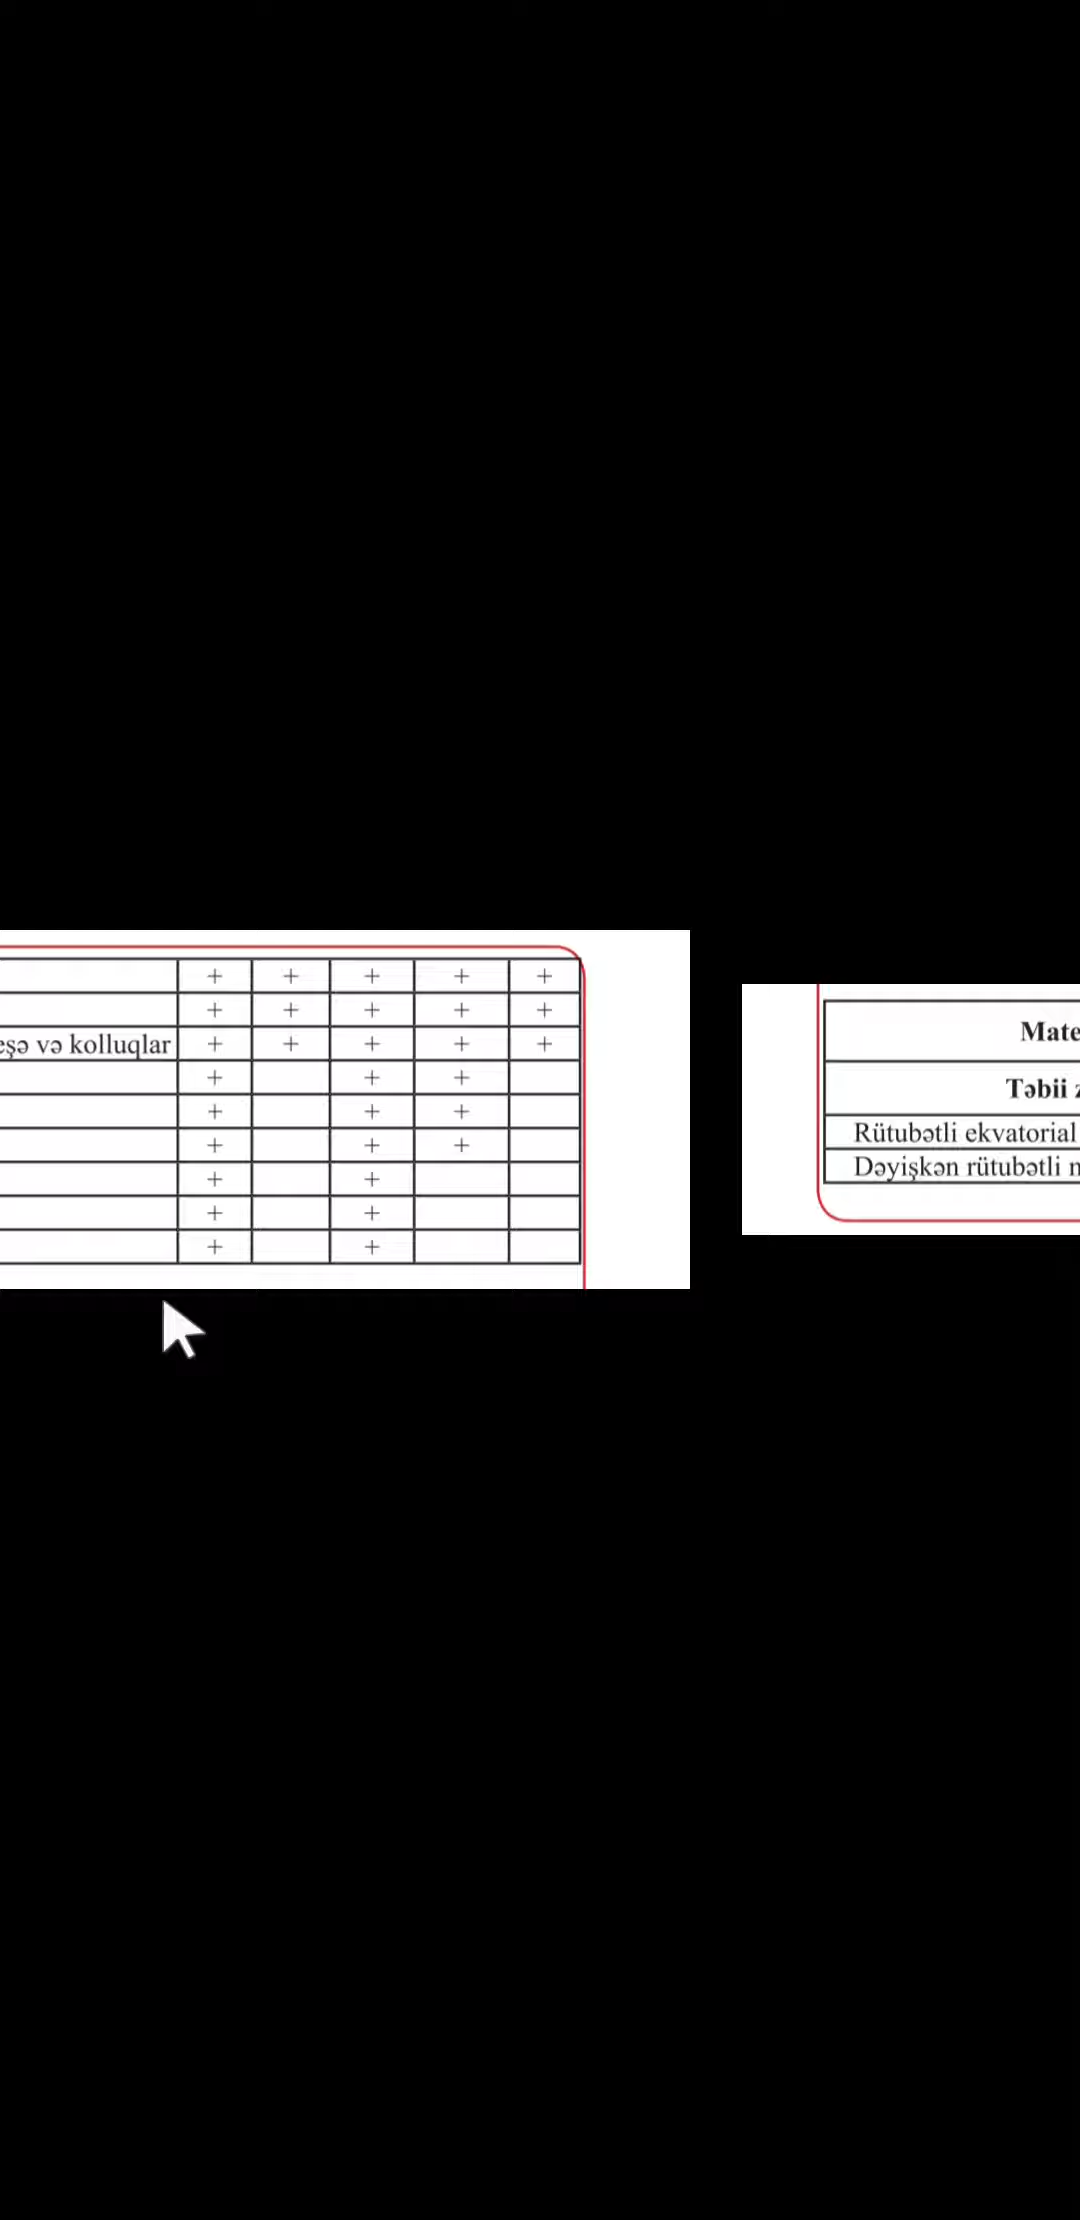 + + + + +
+ + + + +
eşə və kolluqlar + + + + +
+ + +
+ + +
+ + +
+ +
+ +
+ +
Mate
Təbii z
Rütubətli ekvatorial
Dəyişkən rütubətli m